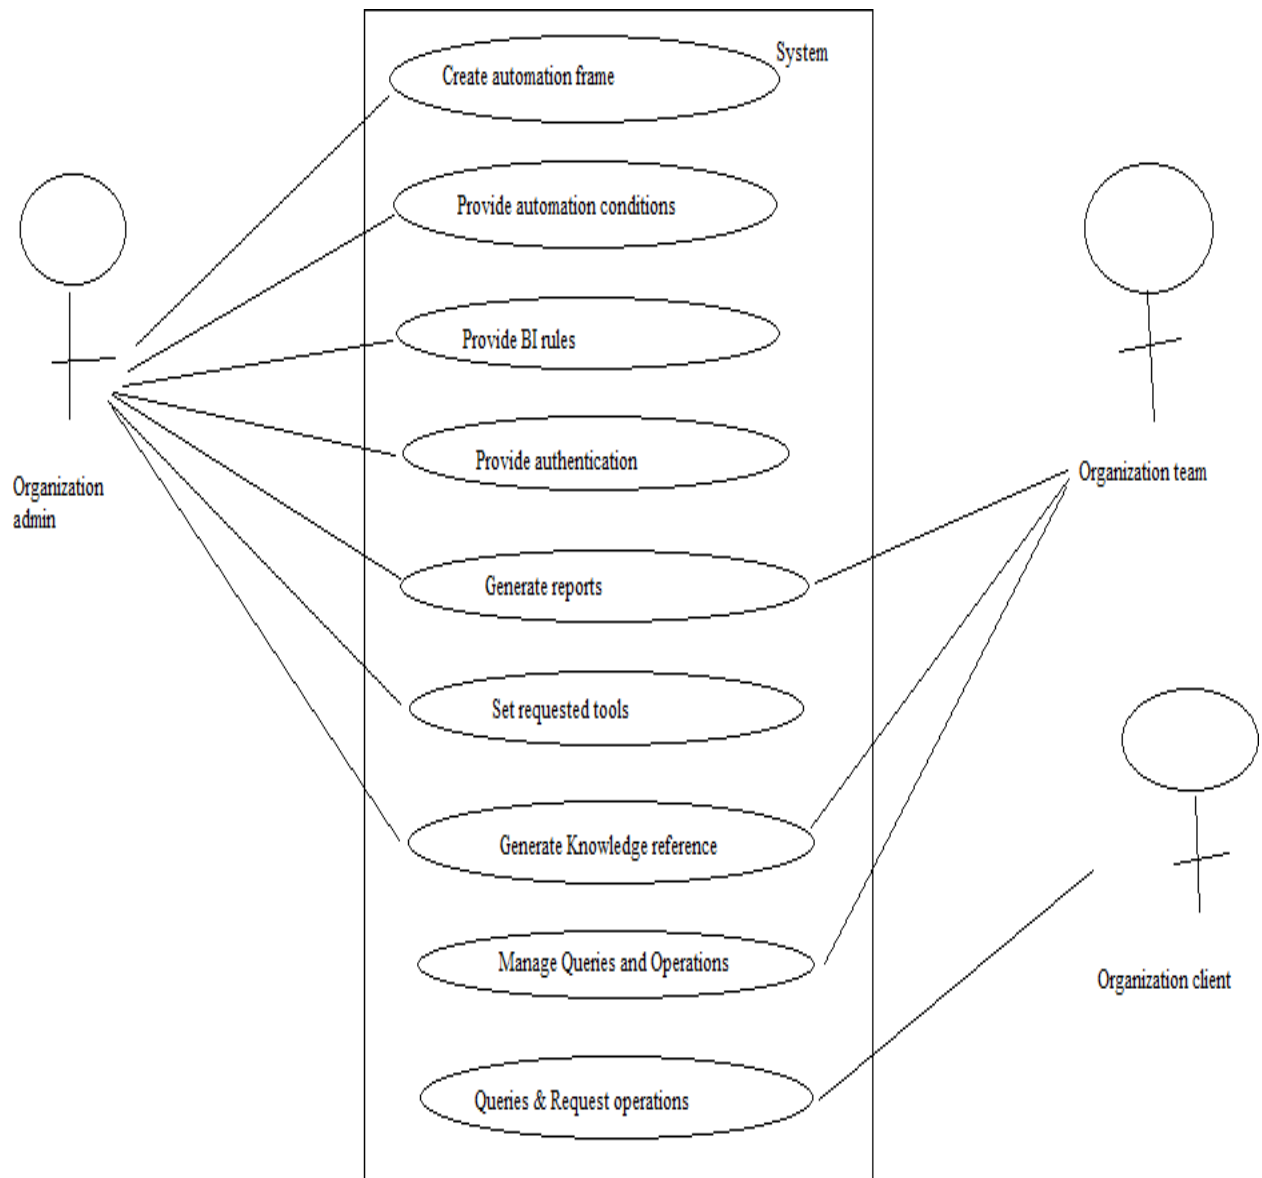 System
Create automation frame
Provide automation conditions
Provide BI rules
Provide authentication
Organization
admin
Organization team
Generate reports
Set requested tools
Generate Knowledge reference
Manage Queries and Operations
Organization client
Queries & Request operations